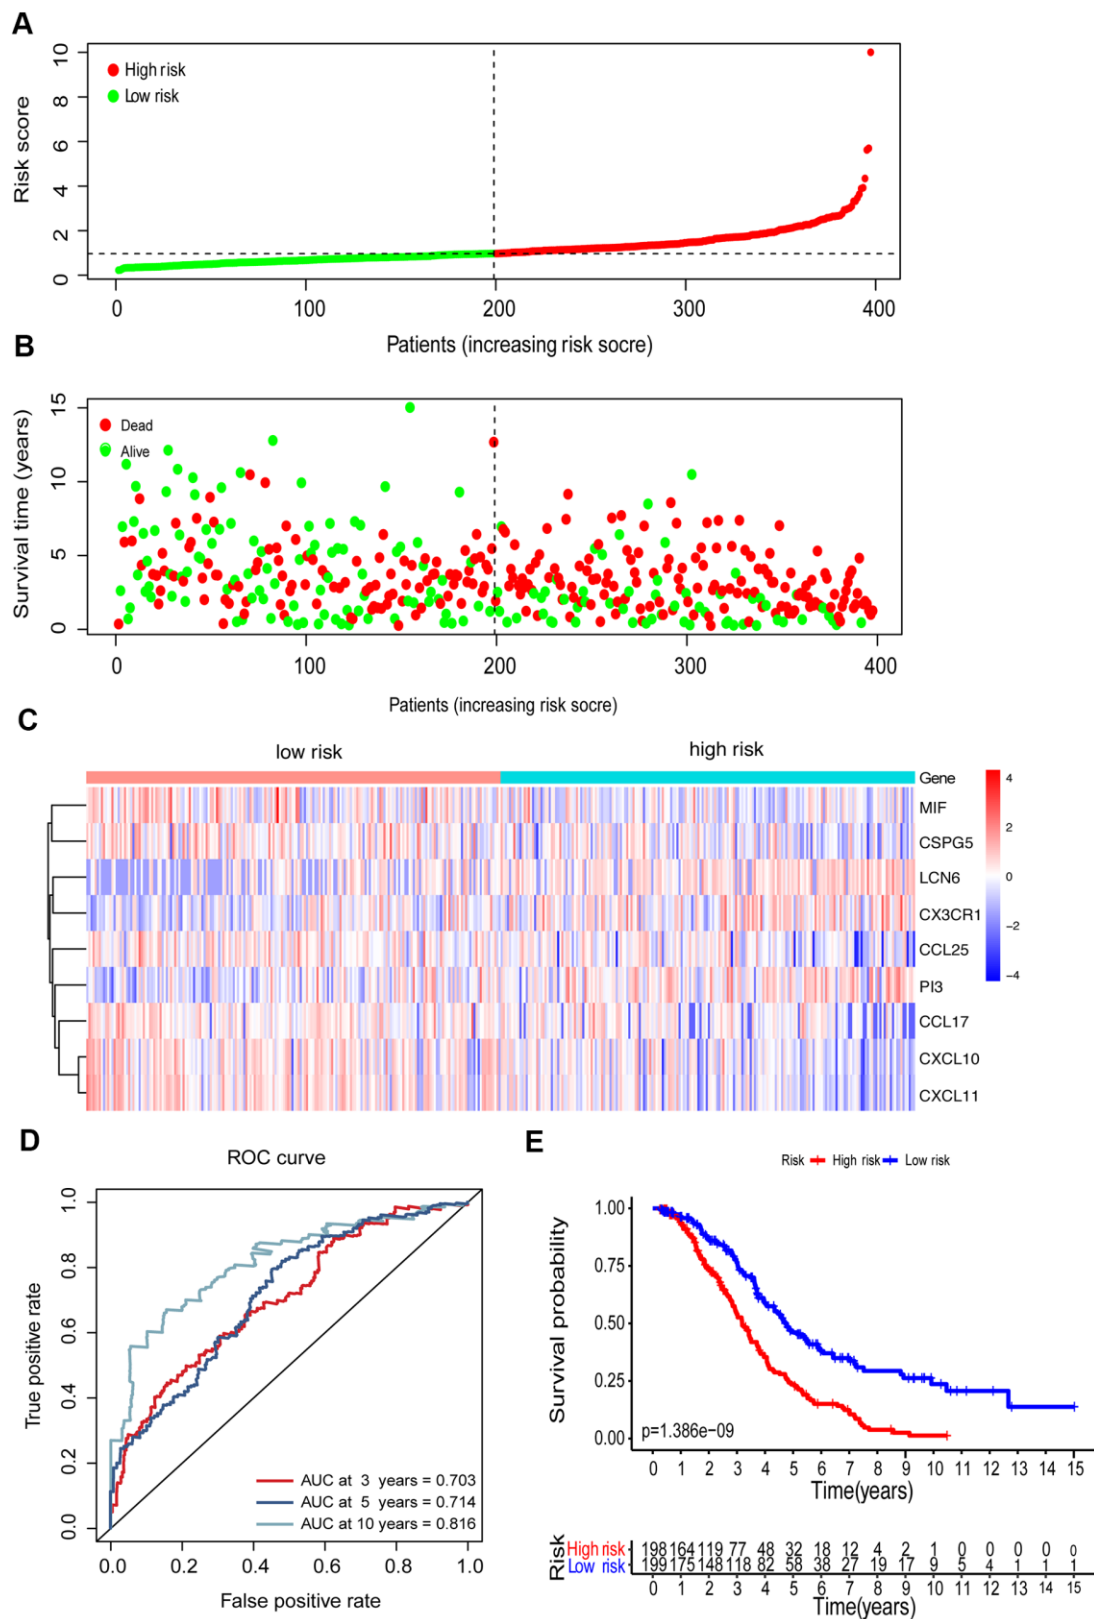 A
10
8
6
4
2
0
Risk score
High risk
Low risk
0 100 200 300 400
Patients (increasing risk socre)
B
15
10
5
0
Survival time (years)
Dead
Alive
0 100 200 300 400
Patients (increasing risk socre)
C
low risk high risk
Gene
MIF
CSPG5
LCN6
CX3CR1
CCL25
PI3
CCL17
CXCL10
CXCL11
4
2
0
−2
−4
D
ROC curve
1.0
0.8
0.6
0.4
0.2
0.0
True positive rate
AUC at 3 years = 0.703
AUC at 5 years = 0.714
AUC at 10 years = 0.816
0.0 0.2 0.4 0.6 0.8 1.0
False positive rate
E
Risk High risk Low risk
1.00
0.75
0.50
0.25
0.00
Survival probability
p=1.386e−09
0 1 2 3 4 5 6 7 8 9 10 11 12 13 14 15
Time(years)
Risk
High risk 198 164 119 77 48 32 18 12 4 2 1 0 0 0 0 0
Low risk 199 175 148 118 82 58 38 27 19 17 9 5 4 1 1 1
0 1 2 3 4 5 6 7 8 9 10 11 12 13 14 15
Time(years)